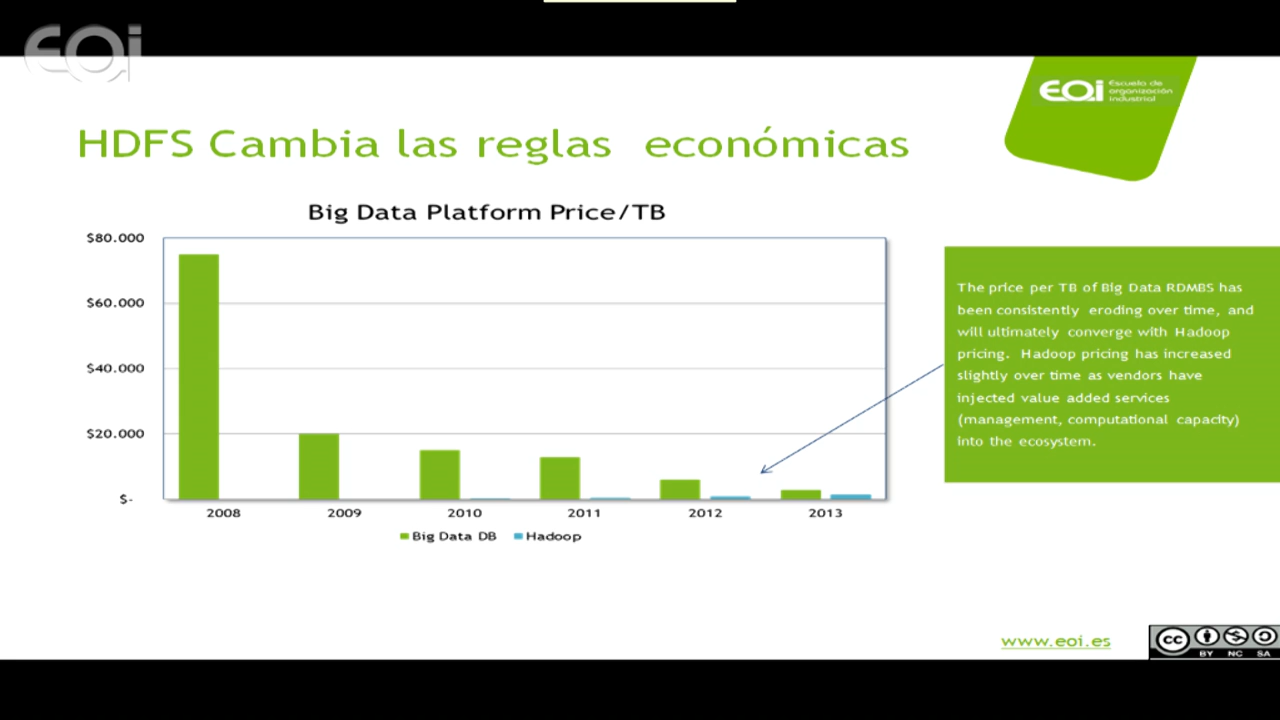 EOi
EOi Escuela de
organización
industrial
HDFS Cambia las reglas económicas
Big Data Platform Price/TB
$80.000
$60.000
$40.000
$20.000
$-
2008 2009 2010 2011 2012 2013
Big Data DB Hadoop
The price per TB of Big Data RDMBS has
been consistently eroding over time, and
will ultimately converge with Hadoop
pricing. Hadoop pricing has increased
slightly over time as vendors have
injected value added services
(management, computational capacity)
into the ecosystem.
www.eoi.es
cc
BY NC SA